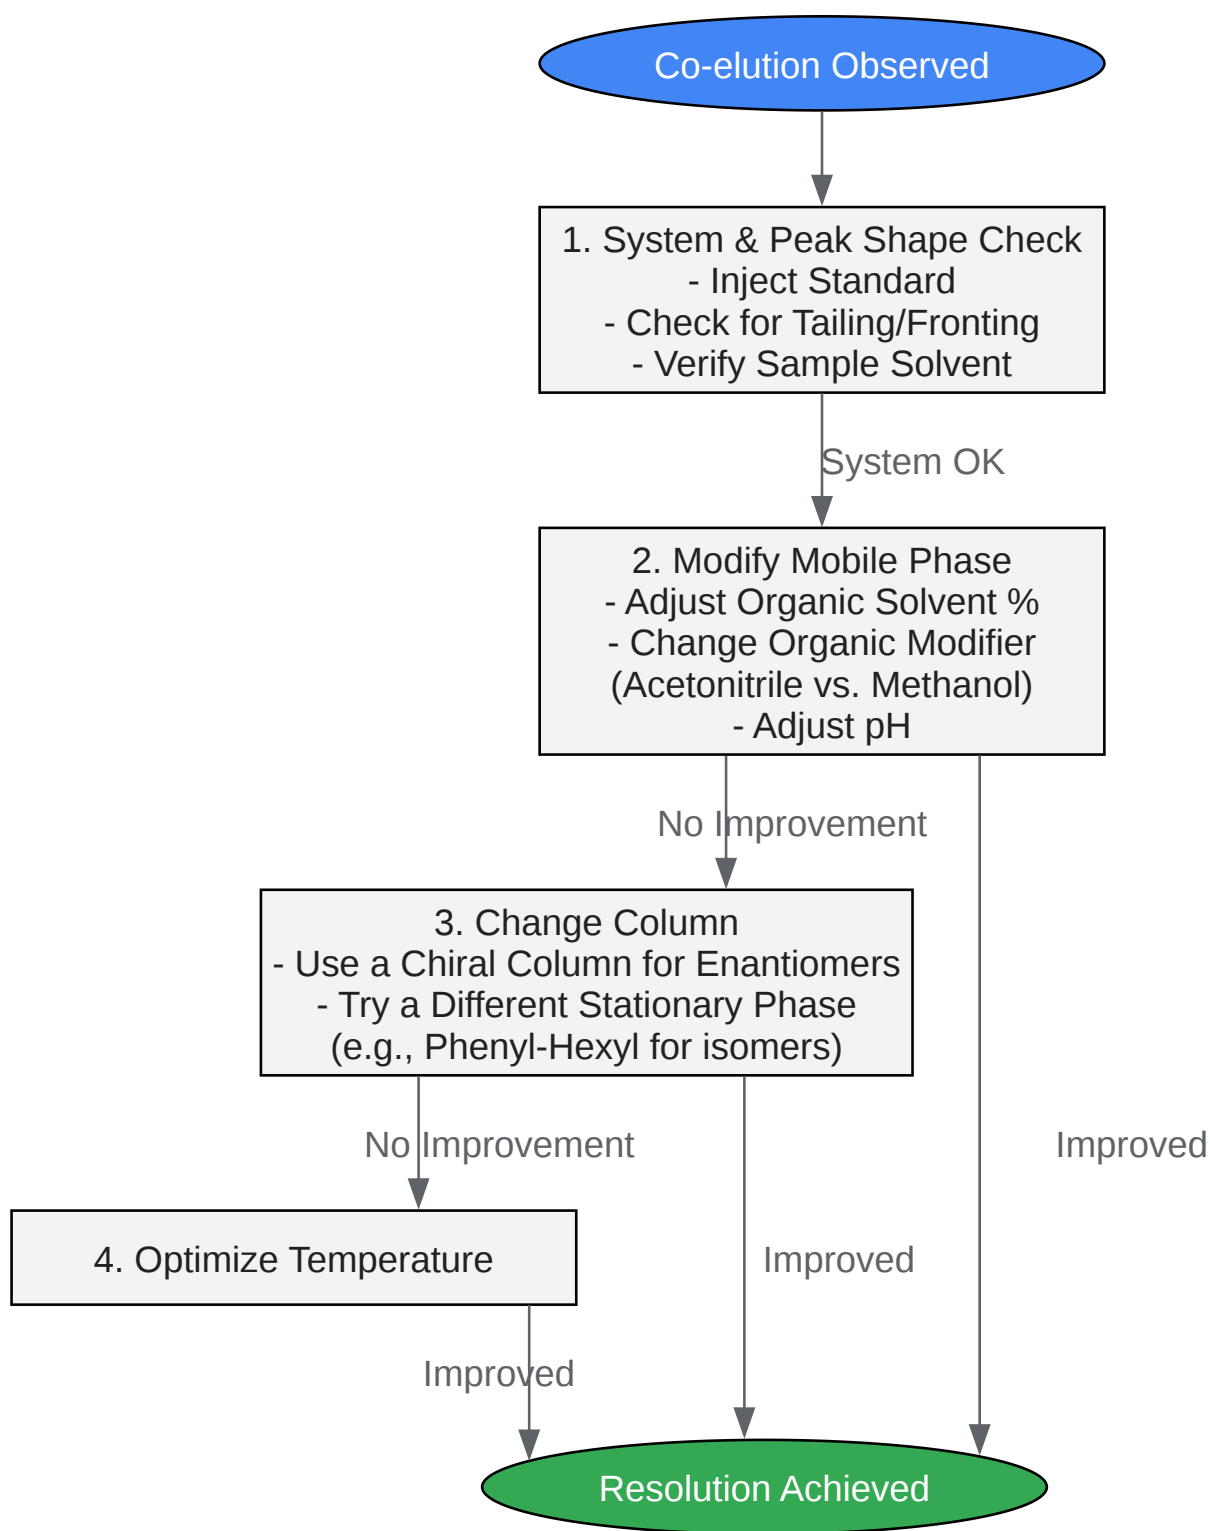 Co-elution Observed
1. System & Peak Shape Check
- Inject Standard
- Check for Tailing/Fronting
- Verify Sample Solvent
System OK
2. Modify Mobile Phase
- Adjust Organic Solvent %
- Change Organic Modifier
(Acetonitrile vs. Methanol)
- Adjust pH
No Improvement
3. Change Column
- Use a Chiral Column for Enantiomers
- Try a Different Stationary Phase
(e.g., Phenyl-Hexyl for isomers)
No Improvement
Improved
4. Optimize Temperature
Improved
Improved
Resolution Achieved